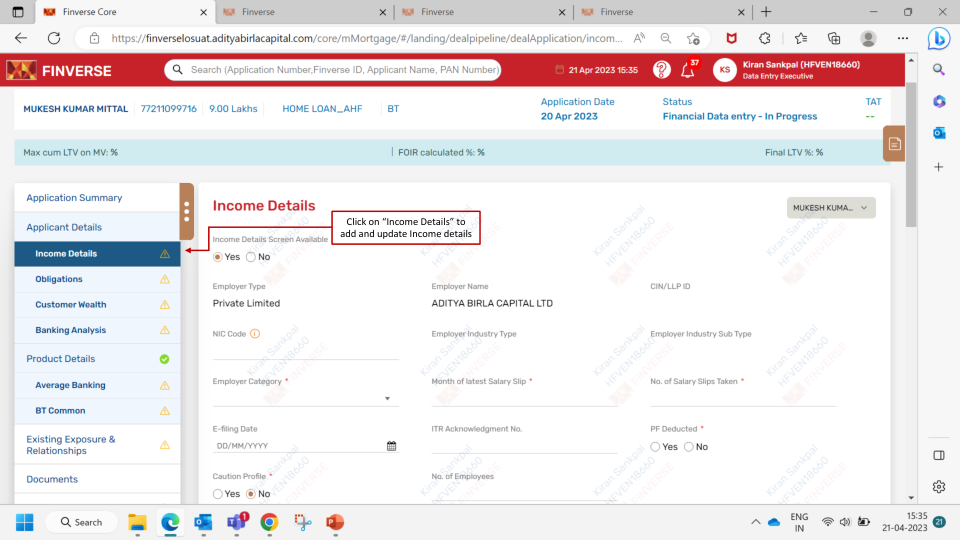 Finverse Core
Finverse
Finverse
Finverse
https://finverselosuat.adityabirlacapital.com/core/mMortgage/#/landing/dealpipeline/dealApplication/incom...
FINVERSE
Search (Application Number,Finverse ID, Applicant Name, PAN Number)
21 Apr 2023 15:35
37
KS
Kiran Sankpal (HFVEN18660)
Data Entry Executive
MUKESH KUMAR MITTAL 77211099716 9.00 Lakhs HOME LOAN_AHF BT
Application Date
20 Apr 2023
Status
Financial Data entry - In Progress
TAT
--
Max cum LTV on MV: % FOIR calculated %: % Final LTV %: %
Application Summary
Applicant Details
Income Details
Obligations
Customer Wealth
Banking Analysis
Product Details
Average Banking
BT Common
Existing Exposure &
Relationships
Documents
Income Details
MUKESH KUMA...
Click on “Income Details” to
add and update Income details
Income Details Screen Available
Yes No
Employer Type
Private Limited
Employer Name
ADITYA BIRLA CAPITAL LTD
CIN/LLP ID
NIC Code
Employer Industry Type
Employer Industry Sub Type
Employer Category *
Month of latest Salary Slip *
No. of Salary Slips Taken *
E-filing Date
DD/MM/YYYY
ITR Acknowledgment No.
PF Deducted *
Yes No
Caution Profile *
Yes No
No. of Employees
Kiran Sankpal
HFVEN18660
FINVERSE
Search
1
ENG
IN
15:35
21-04-2023
21